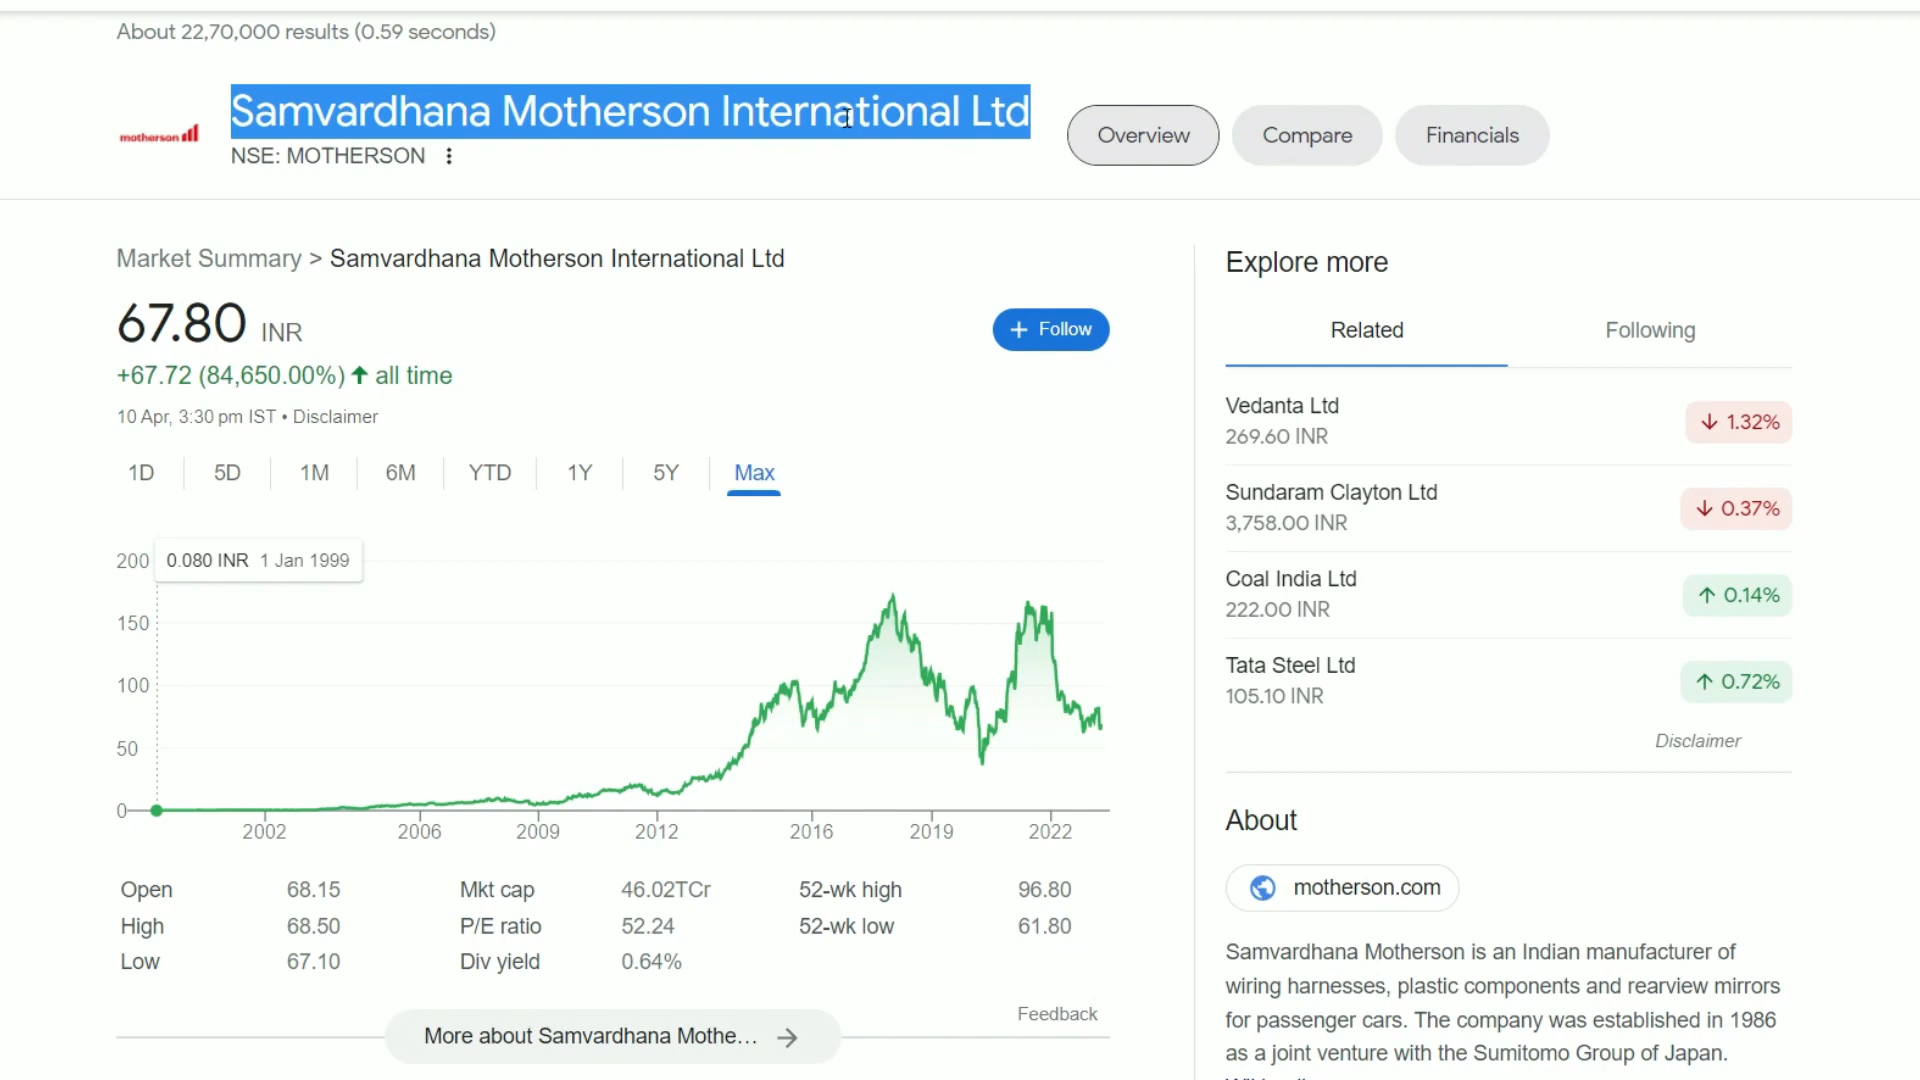 About 22,70,000 results (0.59 seconds)
motherson
Samvardhana Motherson International Ltd
NSE: MOTHERSON
Overview
Compare
Financials
Market Summary > Samvardhana Motherson International Ltd
67.80 INR
+ Follow
+67.72 (84,650.00%) ↑ all time
10 Apr, 3:30 pm IST • Disclaimer
1D 5D 1M 6M YTD 1Y 5Y Max
0.080 INR 1 Jan 1999
200
150
100
50
0
2002 2006 2009 2012 2016 2019 2022
Open 68.15 Mkt cap 46.02TCr 52-wk high 96.80
High 68.50 P/E ratio 52.24 52-wk low 61.80
Low 67.10 Div yield 0.64%
Feedback
More about Samvardhana Mothe... →
Explore more
Related Following
Vedanta Ltd
269.60 INR
↓ 1.32%
Sundaram Clayton Ltd
3,758.00 INR
↓ 0.37%
Coal India Ltd
222.00 INR
↑ 0.14%
Tata Steel Ltd
105.10 INR
↑ 0.72%
Disclaimer
About
motherson.com
Samvardhana Motherson is an Indian manufacturer of
wiring harnesses, plastic components and rearview mirrors
for passenger cars. The company was established in 1986
as a joint venture with the Sumitomo Group of Japan.